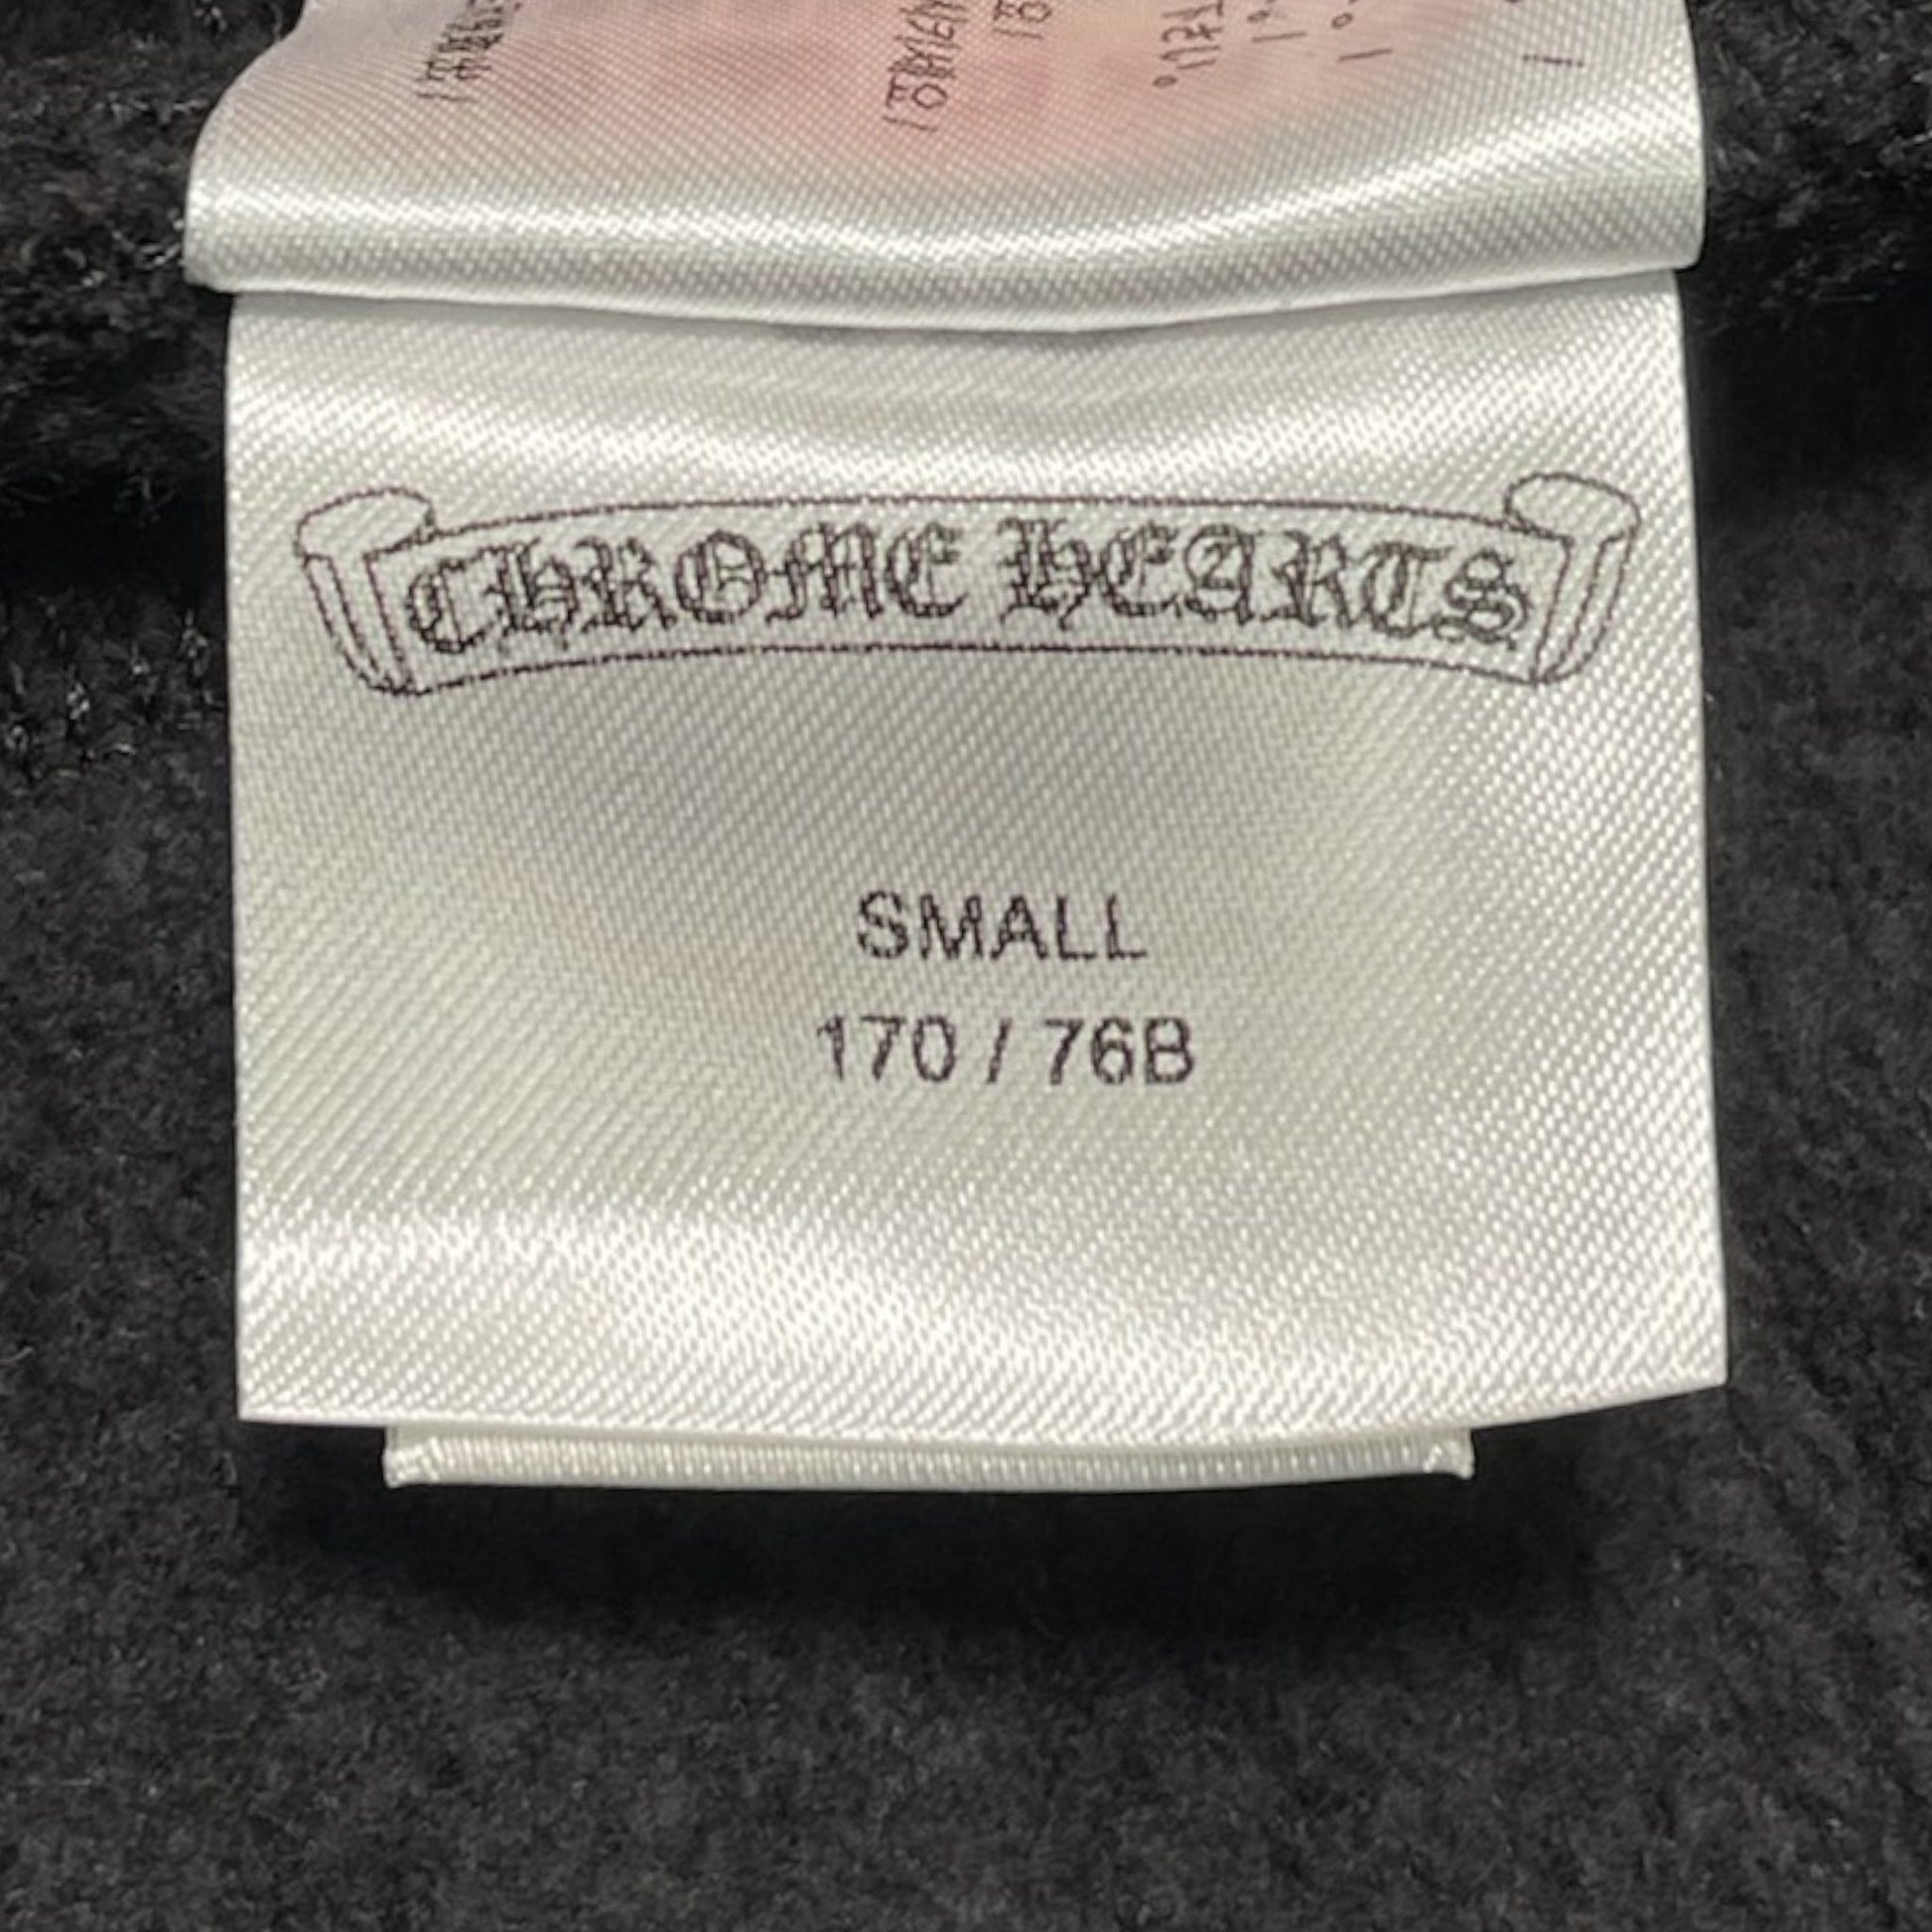 CHROME HEARTS
SMALL
170 / 76B